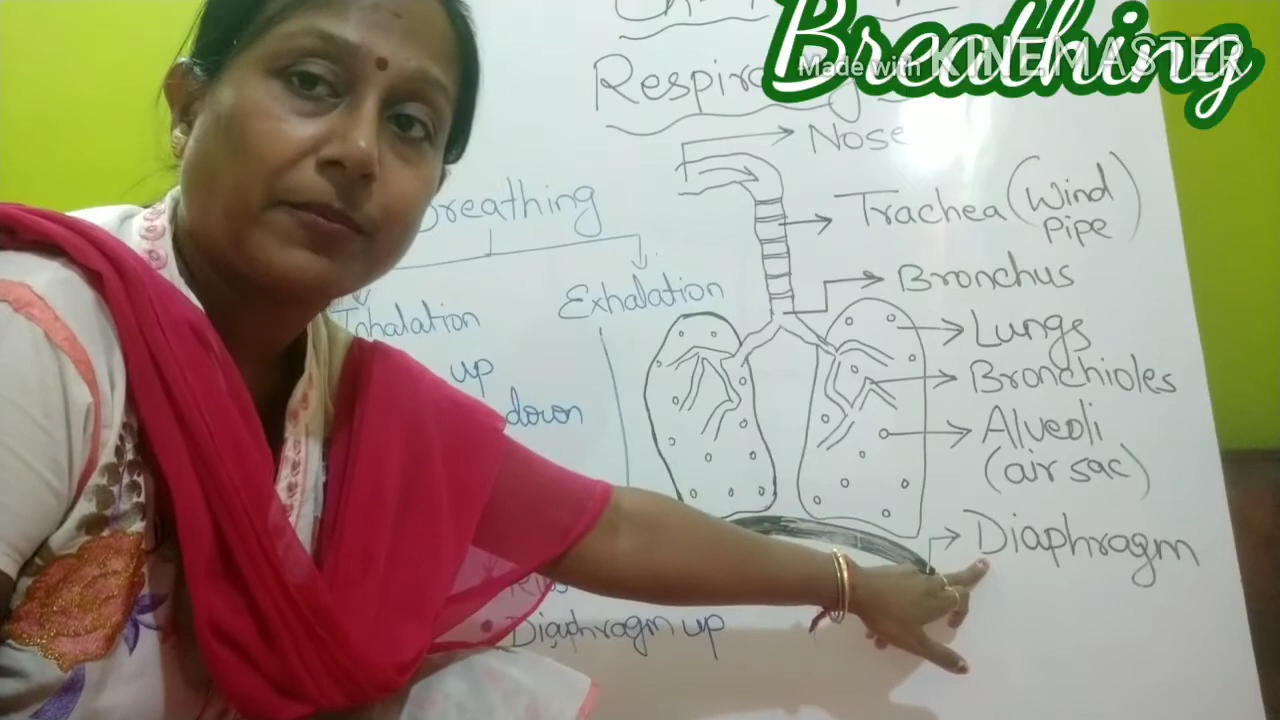 Breathing
Made with KINEMASTER
Nose
Trachea (Wind
Pipe)
Breathing
Bronchus
Inhalation
Exhalation
Lungs
up
Bronchioles
down
Alveoli
(air sac)
Diaphragm
Diaphragm up